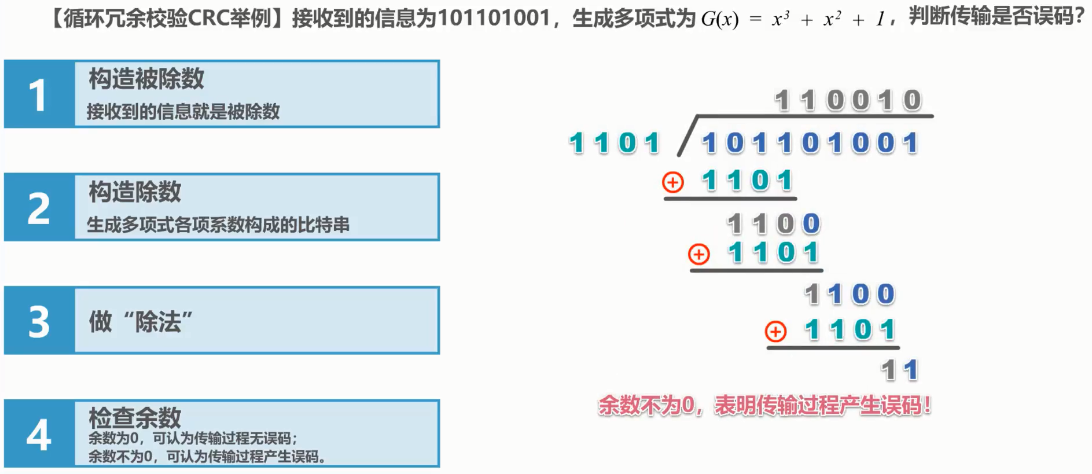 【循环冗余校验CRC举例】接收到的信息为101101001，生成多项式为G(x) = x³ + x² + 1，判断传输是否误码?
1
构造被除数
接收到的信息就是被除数
2
构造除数
生成多项式各项系数构成的比特串
3
做“除法”
4
检查余数
余数为0，可认为传输过程无误码；
余数不为0，可认为传输过程产生误码。
110010
1101 101101001
⊕ 1101
1100
⊕ 1101
1100
⊕ 1101
11
余数不为0，表明传输过程产生误码！